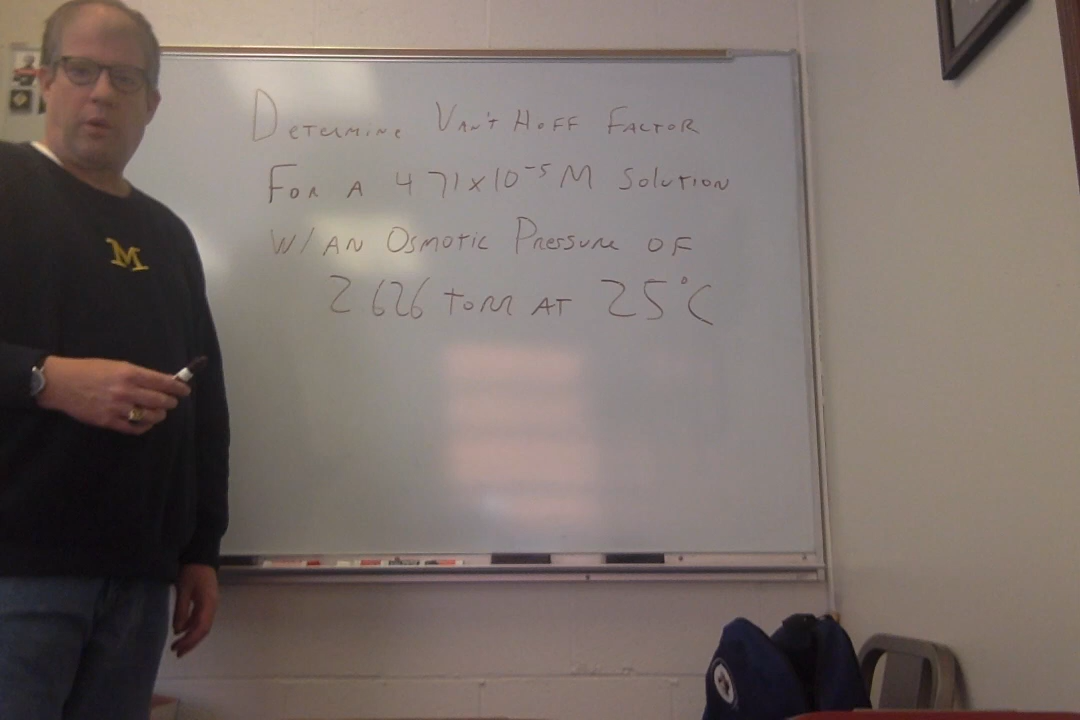 Determine Van't Hoff Factor
For a 4 71x10⁻⁵ M Solution
w/ an Osmotic Pressure of
2 626 torr at 25°C
M